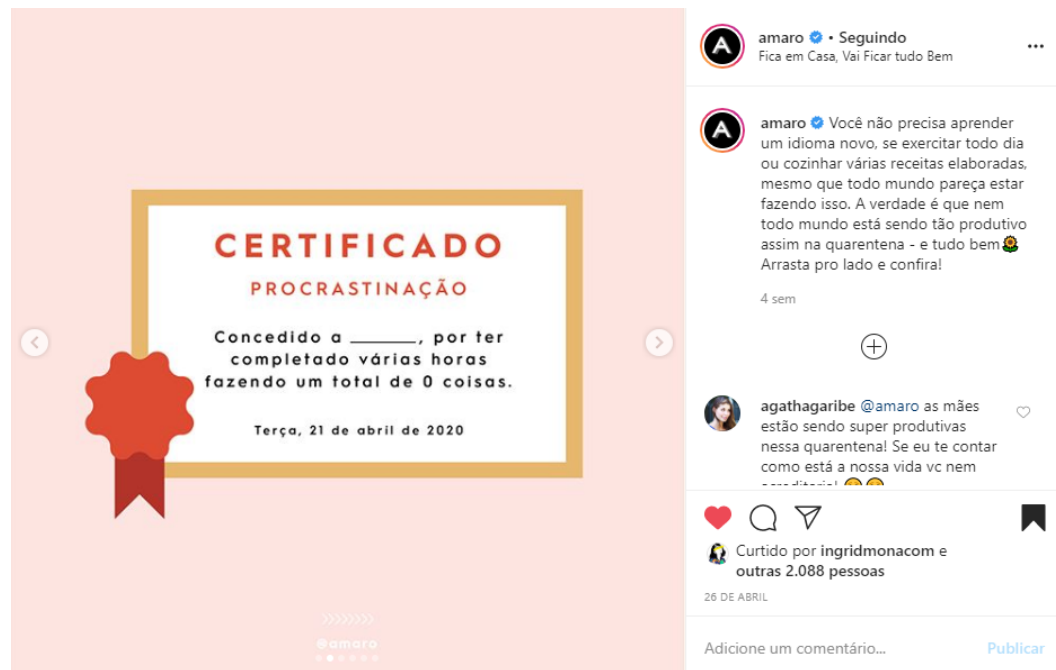 CERTIFICADO
PROCRASTINAÇÃO
Concedido a ______, por ter
completado várias horas
fazendo um total de 0 coisas.
Terça, 21 de abril de 2020
@amaro
A
amaro • Seguindo
Fica em Casa, Vai Ficar tudo Bem
A
amaro Você não precisa aprender
um idioma novo, se exercitar todo dia
ou cozinhar várias receitas elaboradas,
mesmo que todo mundo pareça estar
fazendo isso. A verdade é que nem
todo mundo está sendo tão produtivo
assim na quarentena - e tudo bem🌻
Arrasta pro lado e confira!
4 sem
agathagaribe @amaro as mães
estão sendo super produtivas
nessa quarentena! Se eu te contar
como está a nossa vida vc nem
Curtido por ingridmonacom e
outras 2.088 pessoas
26 DE ABRIL
Adicione um comentário...
Publicar